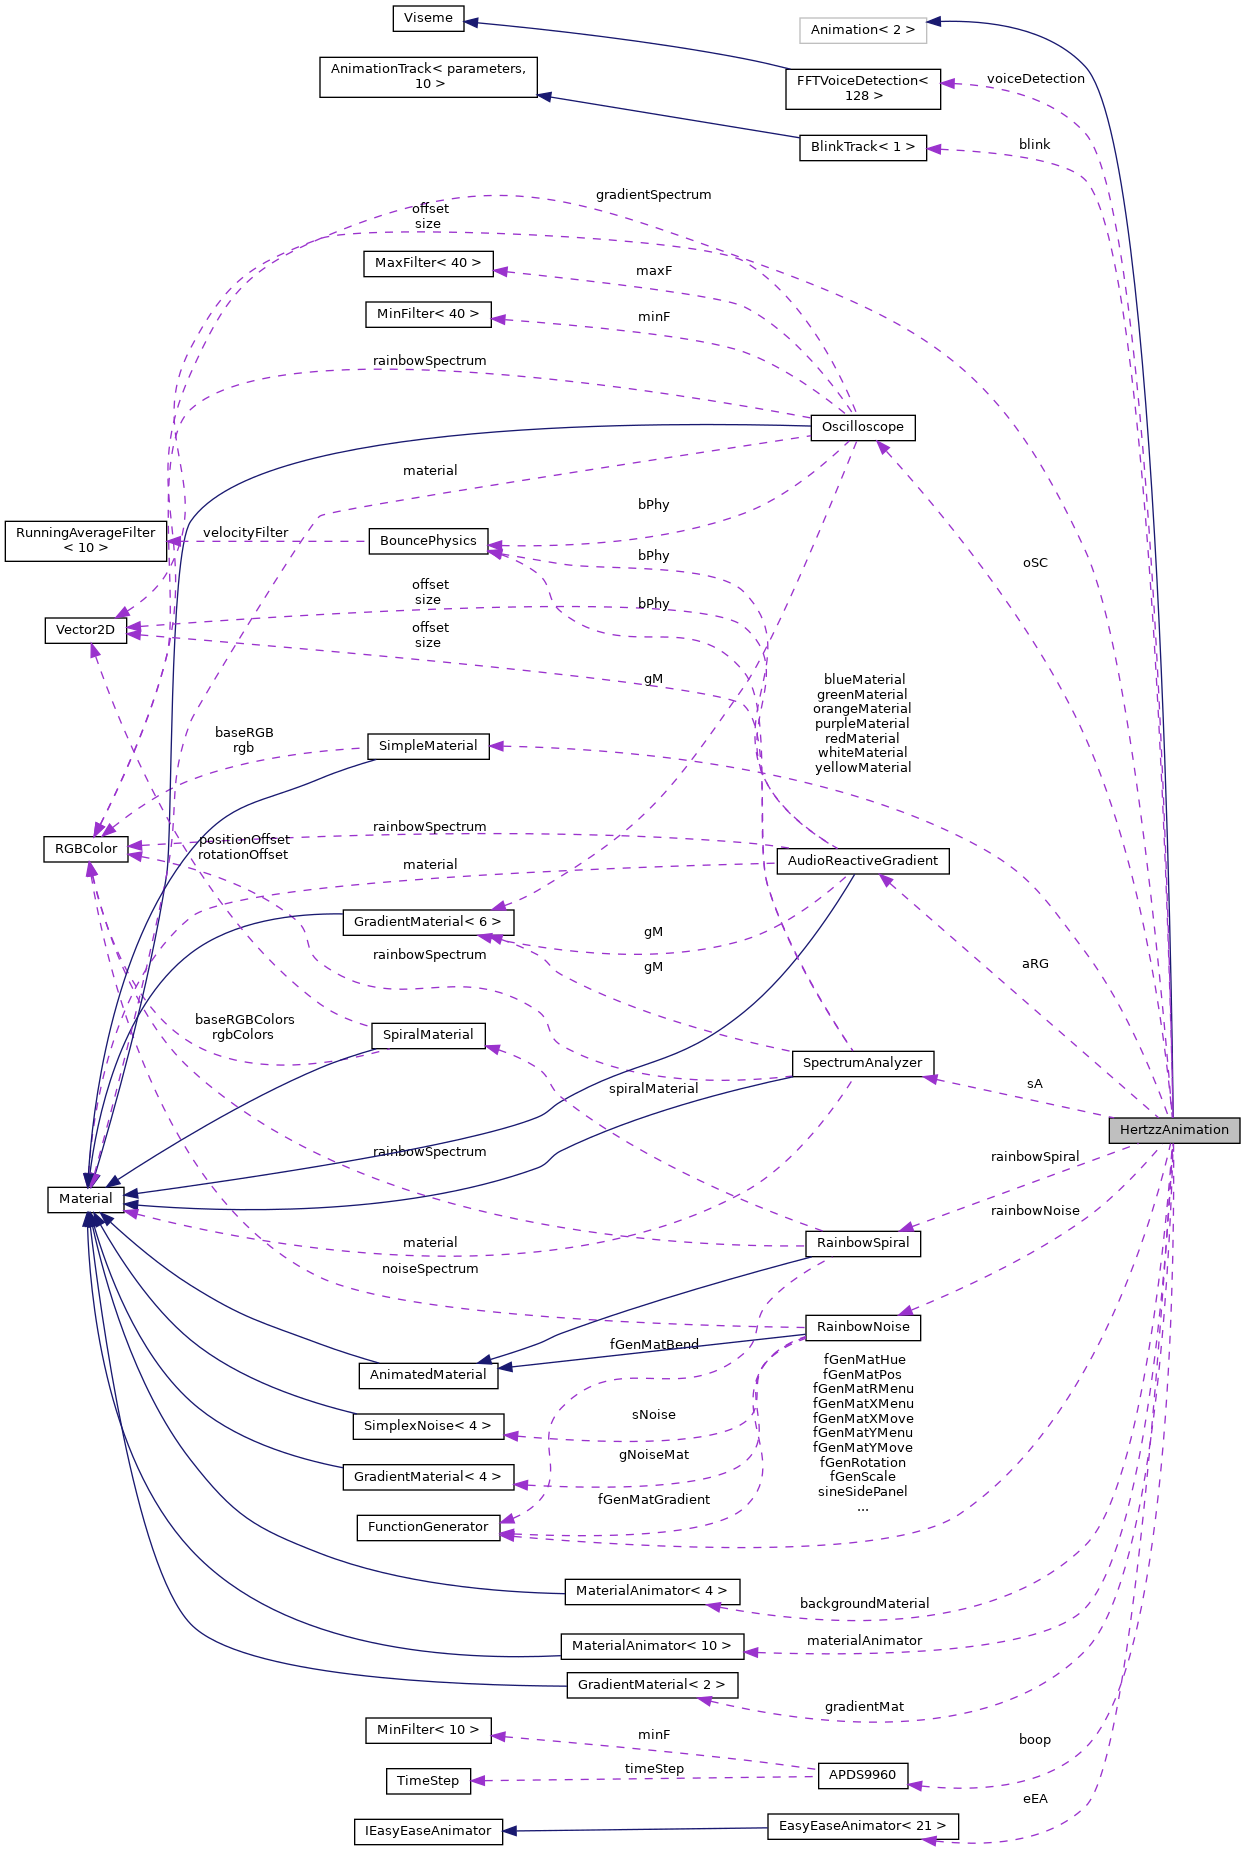 Viseme
Animation< 2 >
AnimationTrack< parameters,
10 >
FFTVoiceDetection<
128 >
voiceDetection
BlinkTrack< 1 >
blink
gradientSpectrum
offset
size
MaxFilter< 40 >
maxF
MinFilter< 40 >
minF
rainbowSpectrum
Oscilloscope
material
bPhy
RunningAverageFilter
< 10 >
velocityFilter
BouncePhysics
bPhy
oSC
offset
size
bPhy
Vector2D
offset
size
gM
blueMaterial
greenMaterial
orangeMaterial
purpleMaterial
redMaterial
whiteMaterial
yellowMaterial
baseRGB
rgb
SimpleMaterial
RGBColor
positionOffset
rotationOffset
rainbowSpectrum
material
AudioReactiveGradient
GradientMaterial< 6 >
gM
rainbowSpectrum
gM
aRG
baseRGBColors
rgbColors
SpiralMaterial
SpectrumAnalyzer
spiralMaterial
sA
HertzzAnimation
rainbowSpectrum
rainbowSpiral
Material
rainbowNoise
material
RainbowSpiral
noiseSpectrum
RainbowNoise
fGenMatBend
AnimatedMaterial
fGenMatHue
fGenMatPos
fGenMatRMenu
fGenMatXMenu
fGenMatXMove
fGenMatYMenu
fGenMatYMove
fGenRotation
fGenScale
sineSidePanel
...
SimplexNoise< 4 >
sNoise
gNoiseMat
GradientMaterial< 4 >
fGenMatGradient
FunctionGenerator
MaterialAnimator< 4 >
backgroundMaterial
MaterialAnimator< 10 >
materialAnimator
GradientMaterial< 2 >
gradientMat
MinFilter< 10 >
minF
boop
TimeStep
timeStep
APDS9960
eEA
IEasyEaseAnimator
EasyEaseAnimator< 21 >